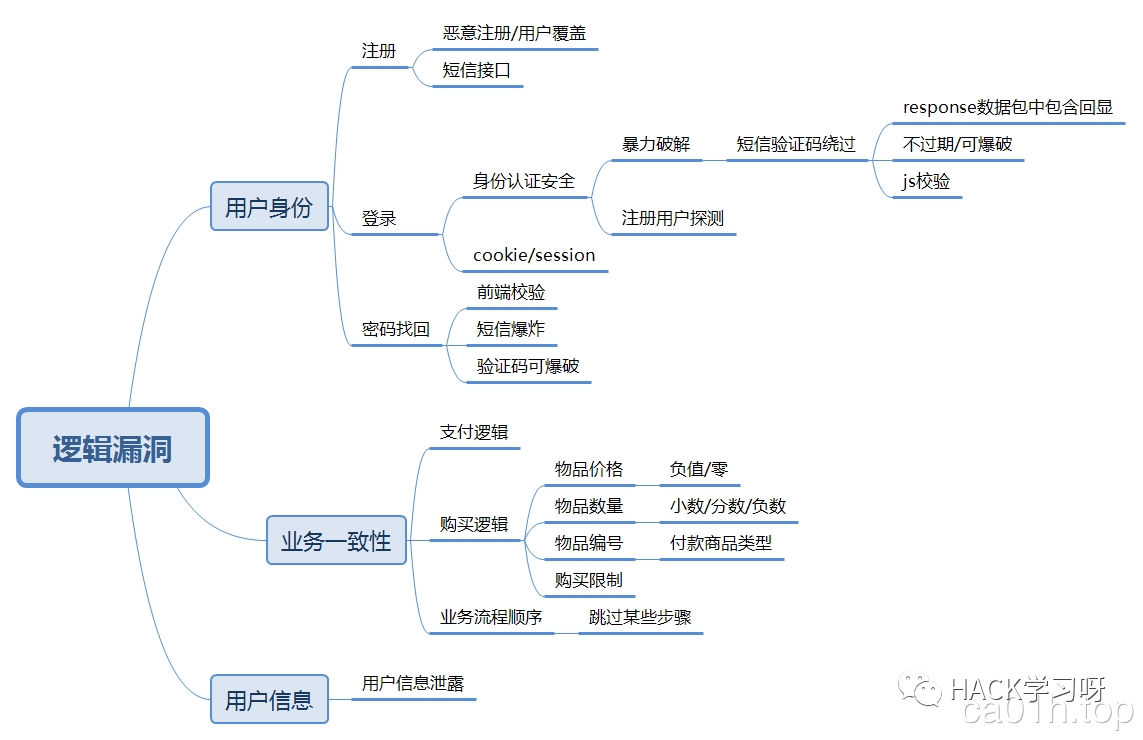 逻辑漏洞
用户身份
注册
恶意注册/用户覆盖
短信接口
登录
身份认证安全
暴力破解
短信验证码绕过
response数据包中包含回显
不过期/可爆破
js校验
注册用户探测
cookie/session
密码找回
前端校验
短信爆炸
验证码可爆破
业务一致性
支付逻辑
购买逻辑
物品价格
负值/零
物品数量
小数/分数/负数
物品编号
付款商品类型
购买限制
业务流程顺序
跳过某些步骤
用户信息
用户信息泄露
HACK学习呀
ca01h.top